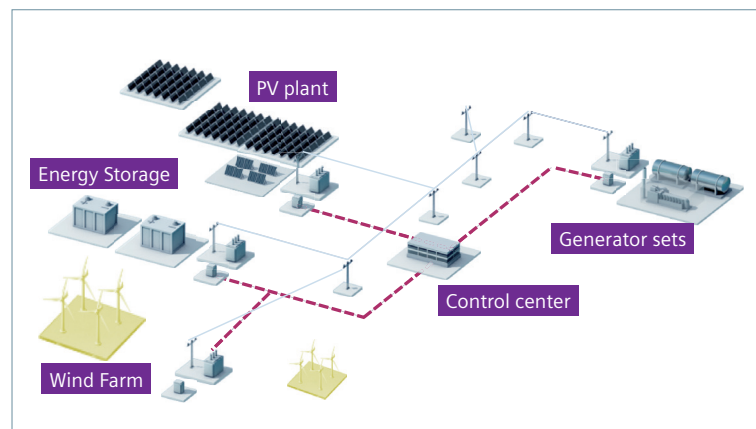 PV plant
Energy Storage
Generator sets
Control center
Wind Farm